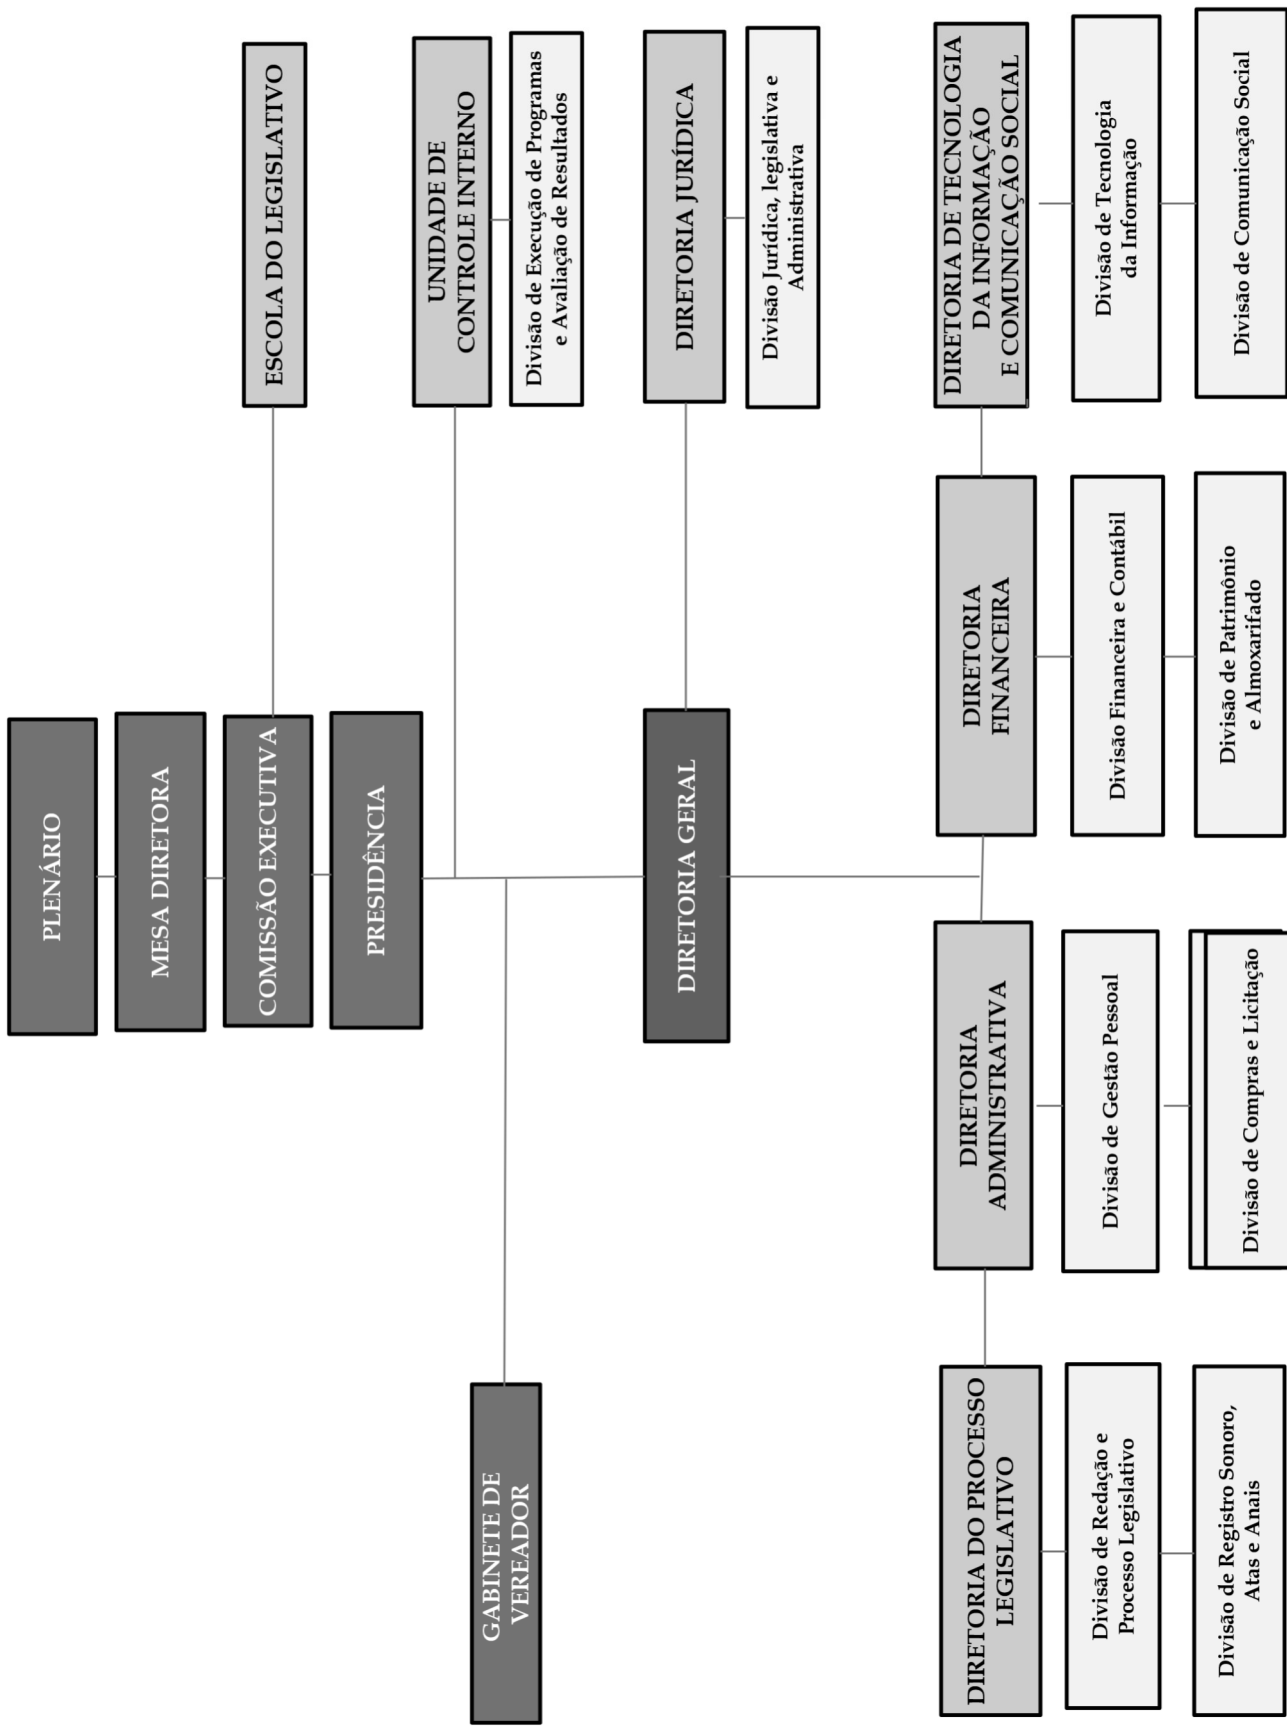 PLENÁRIO
MESA DIRETORA
COMISSÃO EXECUTIVA
ESCOLA DO LEGISLATIVO
PRESIDÊNCIA
UNIDADE DE
CONTROLE INTERNO
Divisão de Execução de Programas
e Avaliação de Resultados
GABINETE DE
VEREADOR
DIRETORIA GERAL
DIRETORIA JURÍDICA
Divisão Jurídica, legislativa e
Administrativa
DIRETORIA DO PROCESSO
LEGISLATIVO
Divisão de Redação e
Processo Legislativo
Divisão de Registro Sonoro,
Atas e Anais
DIRETORIA
ADMINISTRATIVA
Divisão de Gestão Pessoal
Divisão de Compras e Licitação
DIRETORIA
FINANCEIRA
Divisão Financeira e Contábil
Divisão de Patrimônio
e Almoxarifado
DIRETORIA DE TECNOLOGIA
DA INFORMAÇÃO
E COMUNICAÇÃO SOCIAL
Divisão de Tecnologia
da Informação
Divisão de Comunicação Social